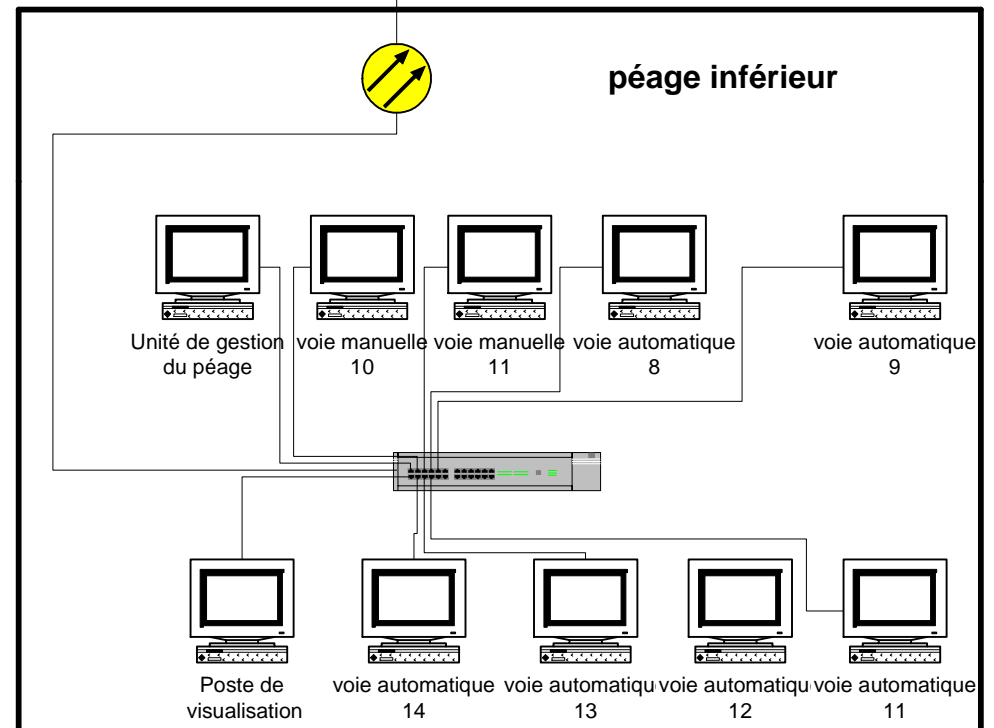 péage inférieur
Unité de gestion
du péage
voie manuelle
10
voie manuelle
11
voie automatique
8
voie automatique
9
Poste de
visualisation
voie automatique
14
voie automatiqu
13
voie automatiqu
12
voie automatique
11